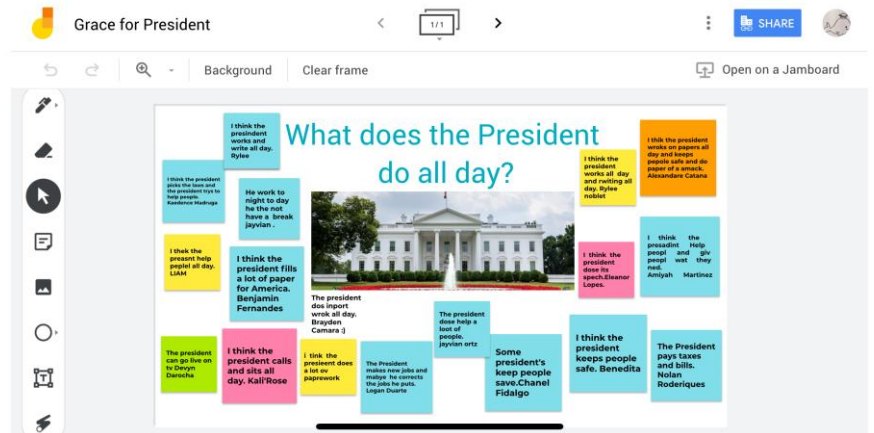 Grace for President
1/1
SHARE
Background
Clear frame
Open on a Jamboard
What does the President
do all day?
I think the
presindent
works and
write all day.
Rylee
I think the president
picks the laws and
the president trys to
help people.
Kaedence Madruga
He work to
night to day
he the not
have a break
jayvian .
I thek the
preasnt help
peplel all day.
LIAM
I think the
president fills
a lot of paper
for America.
Benjamin
Fernandes
The president
dos inport
wrok all day.
Brayden
Camara :)
I think the
president
works all day
and rwiting all
day. Rylee
noblet
I thik the president
wroks on papers all
day and keeps
pepole safe and do
paper of a amack.
Alexandare Catana
I think the
president
dose its
spech.Eleanor
Lopes.
I think the
presadint Help
peopl and giv
peopl wat they
ned.
Amiyah Martinez
The president
can go live on
tv Devyn
Darocha
I think the
president calls
and sits all
day. Kali'Rose
i tink the
presieent does
a lot ov
paprework
The President
makes new jobs and
mabye he corrects
the jobs he puts.
Logan Duarte
The president
dose help a
loot of
people.
jayvian ortz
Some
president's
keep people
save.Chanel
Fidalgo
I think the
president
keeps people
safe. Benedita
The President
pays taxes
and bills.
Nolan
Roderiques